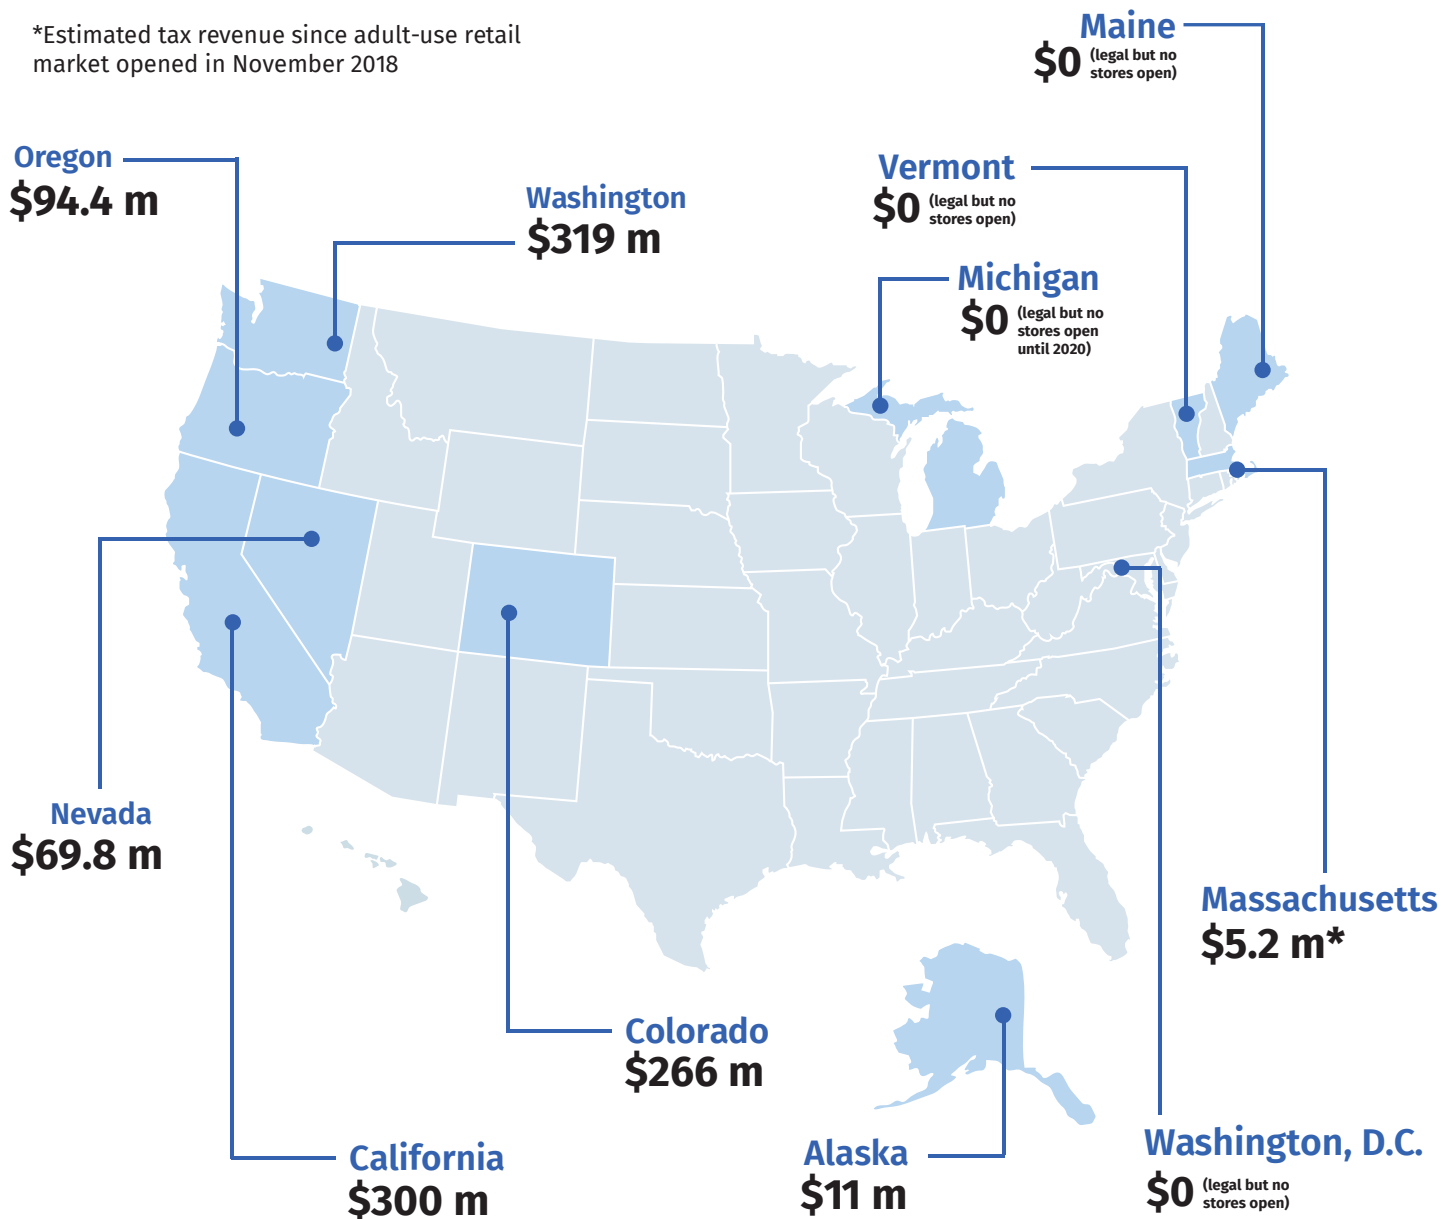 *Estimated tax revenue since adult-use retail
market opened in November 2018
Maine
$0 (legal but no
stores open)
Oregon
$94.4 m
Washington
$319 m
Vermont
$0 (legal but no
stores open)
Michigan
$0 (legal but no
stores open
until 2020)
Nevada
$69.8 m
Massachusetts
$5.2 m*
Colorado
$266 m
California
$300 m
Alaska
$11 m
Washington, D.C.
$0 (legal but no
stores open)